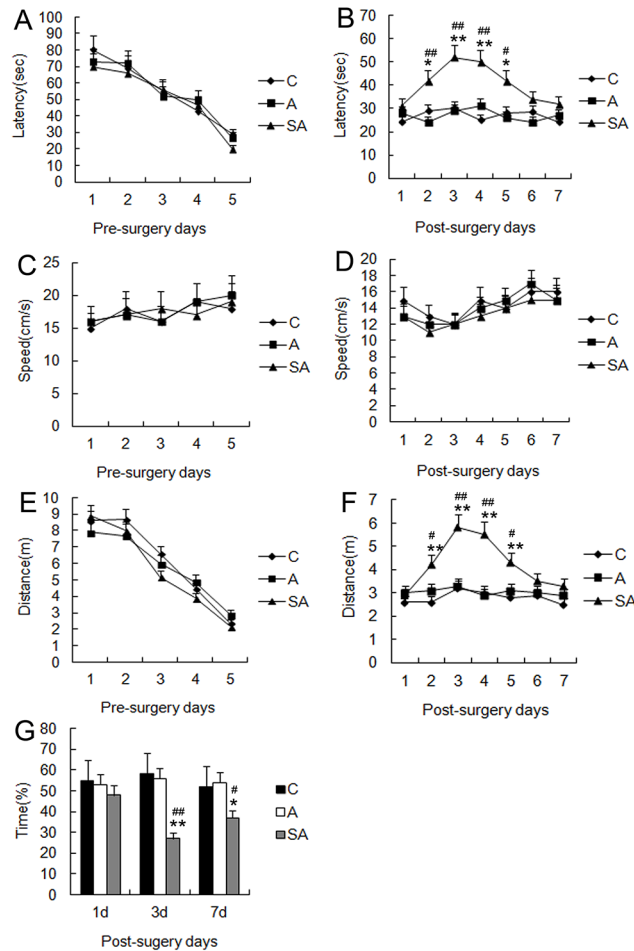 A
Latency(sec)
100
90
80
70
60
50
40
30
20
10
0
1 2 3 4 5
Pre-surgery days
C
A
SA
B
Latency(sec)
70
60
50
40
30
20
10
0
## ## ## #
* ** ** *
1 2 3 4 5 6 7
Post-surgery days
C
A
SA
C
Speed(cm/s)
25
20
15
10
5
0
1 2 3 4 5
Pre-surgery days
C
A
SA
D
Speed(cm/s)
20
18
16
14
12
10
8
6
4
2
0
1 2 3 4 5 6 7
Post-surgery days
C
A
SA
E
Distance(m)
10
9
8
7
6
5
4
3
2
1
0
1 2 3 4 5
Pre-surgery days
C
A
SA
F
Distance(m)
7
6
5
4
3
2
1
0
# ## ## #
** ** ** **
1 2 3 4 5 6 7
Post-surgery days
C
A
SA
G
Time(%)
80
70
60
50
40
30
20
10
0
## #
** *
1d 3d 7d
Post-sugery days
C
A
SA